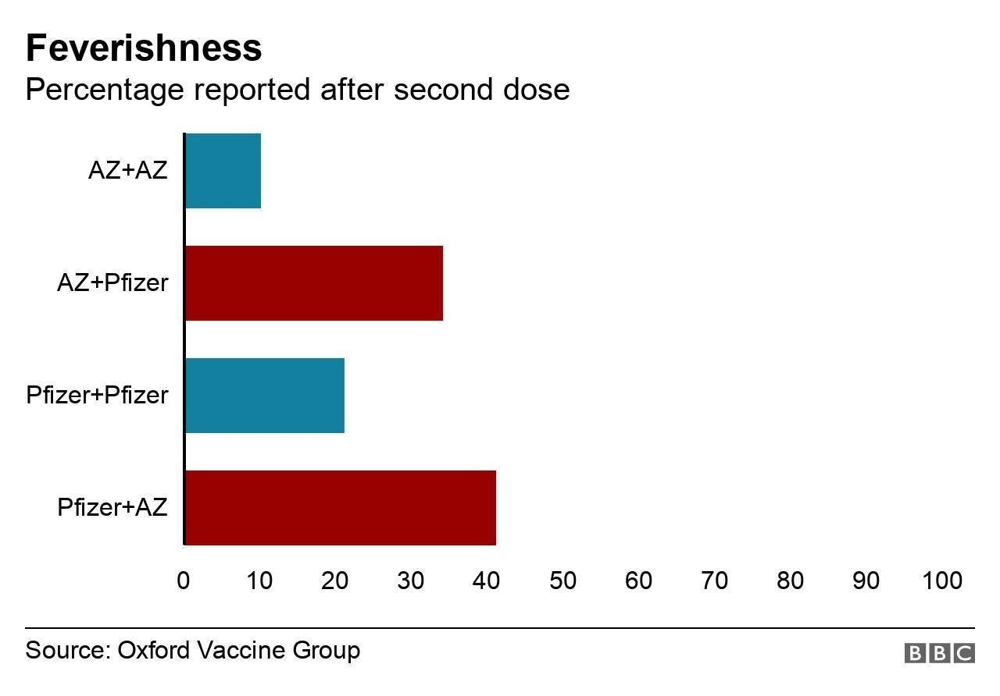 Feverishness
Percentage reported after second dose
AZ+AZ
AZ+Pfizer
Pfizer+Pfizer
Pfizer+AZ
0 10 20 30 40 50 60 70 80 90 100
Source: Oxford Vaccine Group
BBC